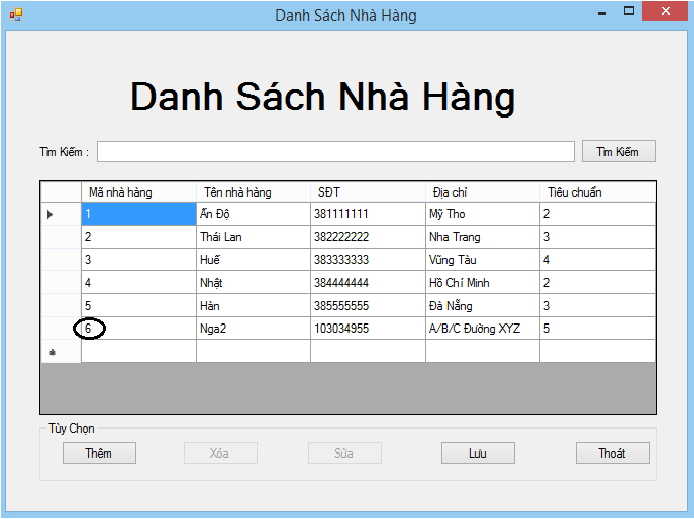 Danh Sách Nhà Hàng
Danh Sách Nhà Hàng
Tìm Kiếm : Tìm Kiếm
Mã nhà hàng Tên nhà hàng SĐT Địa chỉ Tiêu chuẩn
1 Ấn Độ 381111111 Mỹ Tho 2
2 Thái Lan 382222222 Nha Trang 3
3 Huế 383333333 Vũng Tàu 4
4 Nhật 384444444 Hồ Chí Minh 2
5 Hàn 385555555 Đà Nẵng 3
6 Nga2 103034955 A/B/C Đường XYZ 5
Tùy Chọn
Thêm Xóa Sửa Lưu Thoát